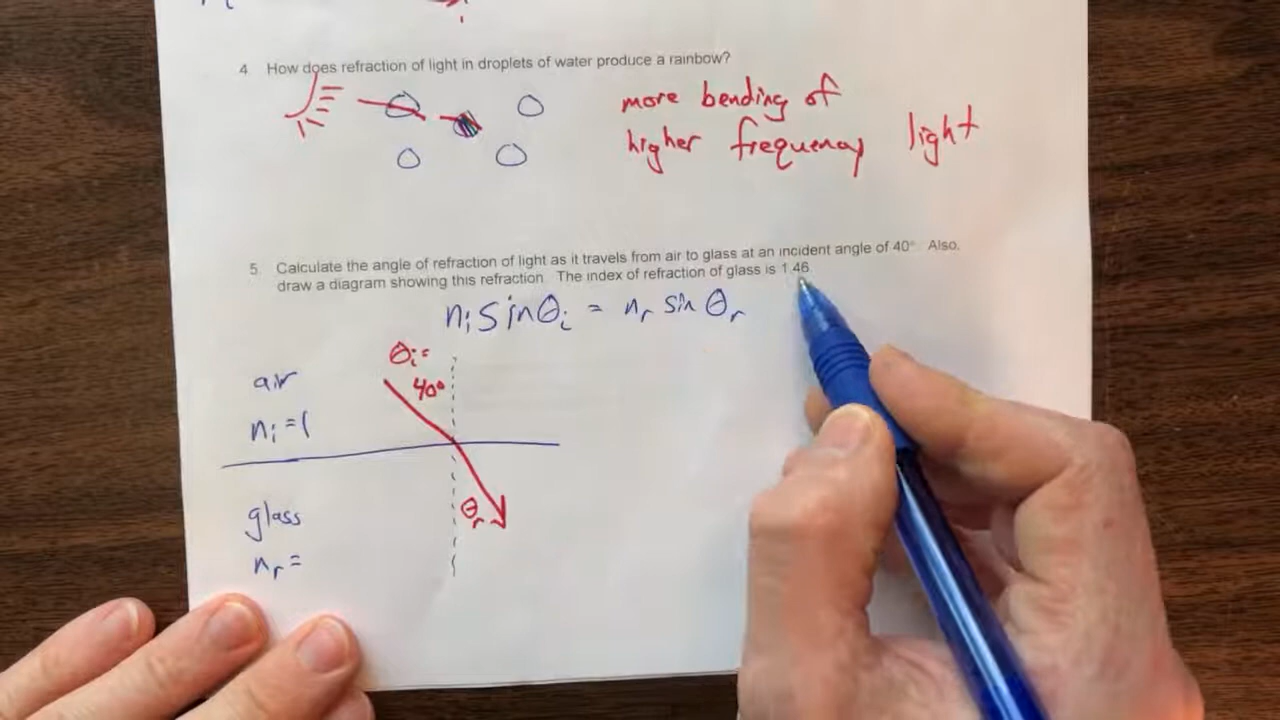 4. How does refraction of light in droplets of water produce a rainbow?
more bending of
higher frequency light
5. Calculate the angle of refraction of light as it travels from air to glass at an incident angle of 40° Also,
draw a diagram showing this refraction. The index of refraction of glass is 1.46.
nᵢ sinθᵢ = nᵣ sin θᵣ
θᵢ =
40°
air
nᵢ = 1
glass
θᵣ
nᵣ =